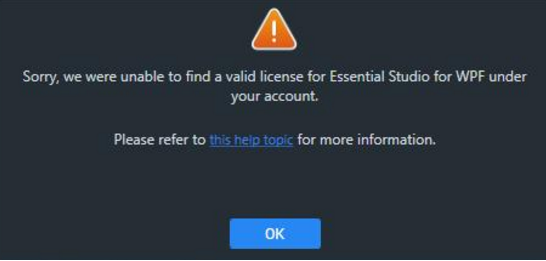 Sorry, we were unable to find a valid license for Essential Studio for WPF under
your account.
Please refer to this help topic for more information.
OK